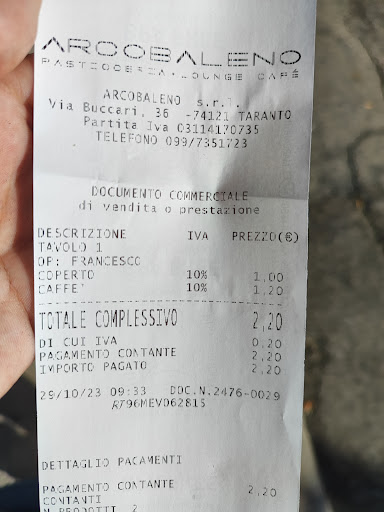 ARCOBALENO
PASTICCERIA • LOUNGE CAFÈ
ARCOBALENO s.r.l.
Via Buccari, 36 -74121 TARANTO
Partita Iva 03114170735
TELEFONO 099/7351723
DOCUMENTO COMMERCIALE
di vendita o prestazione
DESCRIZIONE IVA PREZZO(€)
TAVOLO 1
OP: FRANCESCO
COPERTO 10% 1,00
CAFFE' 10% 1,20
TOTALE COMPLESSIVO 2,20
DI CUI IVA 0,20
PAGAMENTO CONTANTE 2,20
IMPORTO PAGATO 2,20
29/10/23 09:33 DOC.N.2476-0029
RT96MEV062815
DETTAGLIO PAGAMENTI
PAGAMENTO CONTANTE 2,20
CONTANTI
N PRODOTTI 2